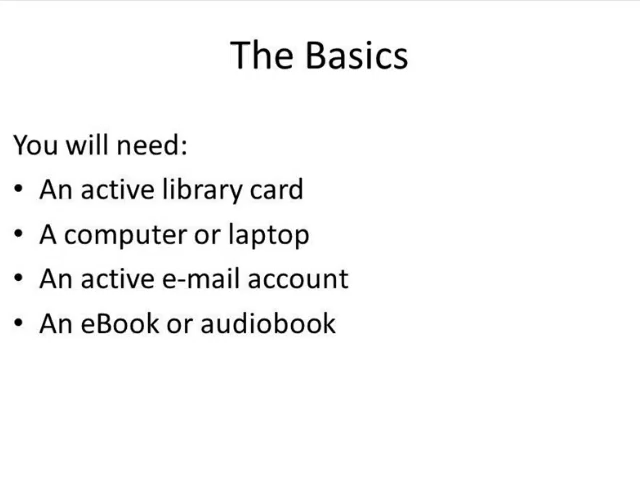 The Basics
You will need:
• An active library card
• A computer or laptop
• An active e-mail account
• An eBook or audiobook